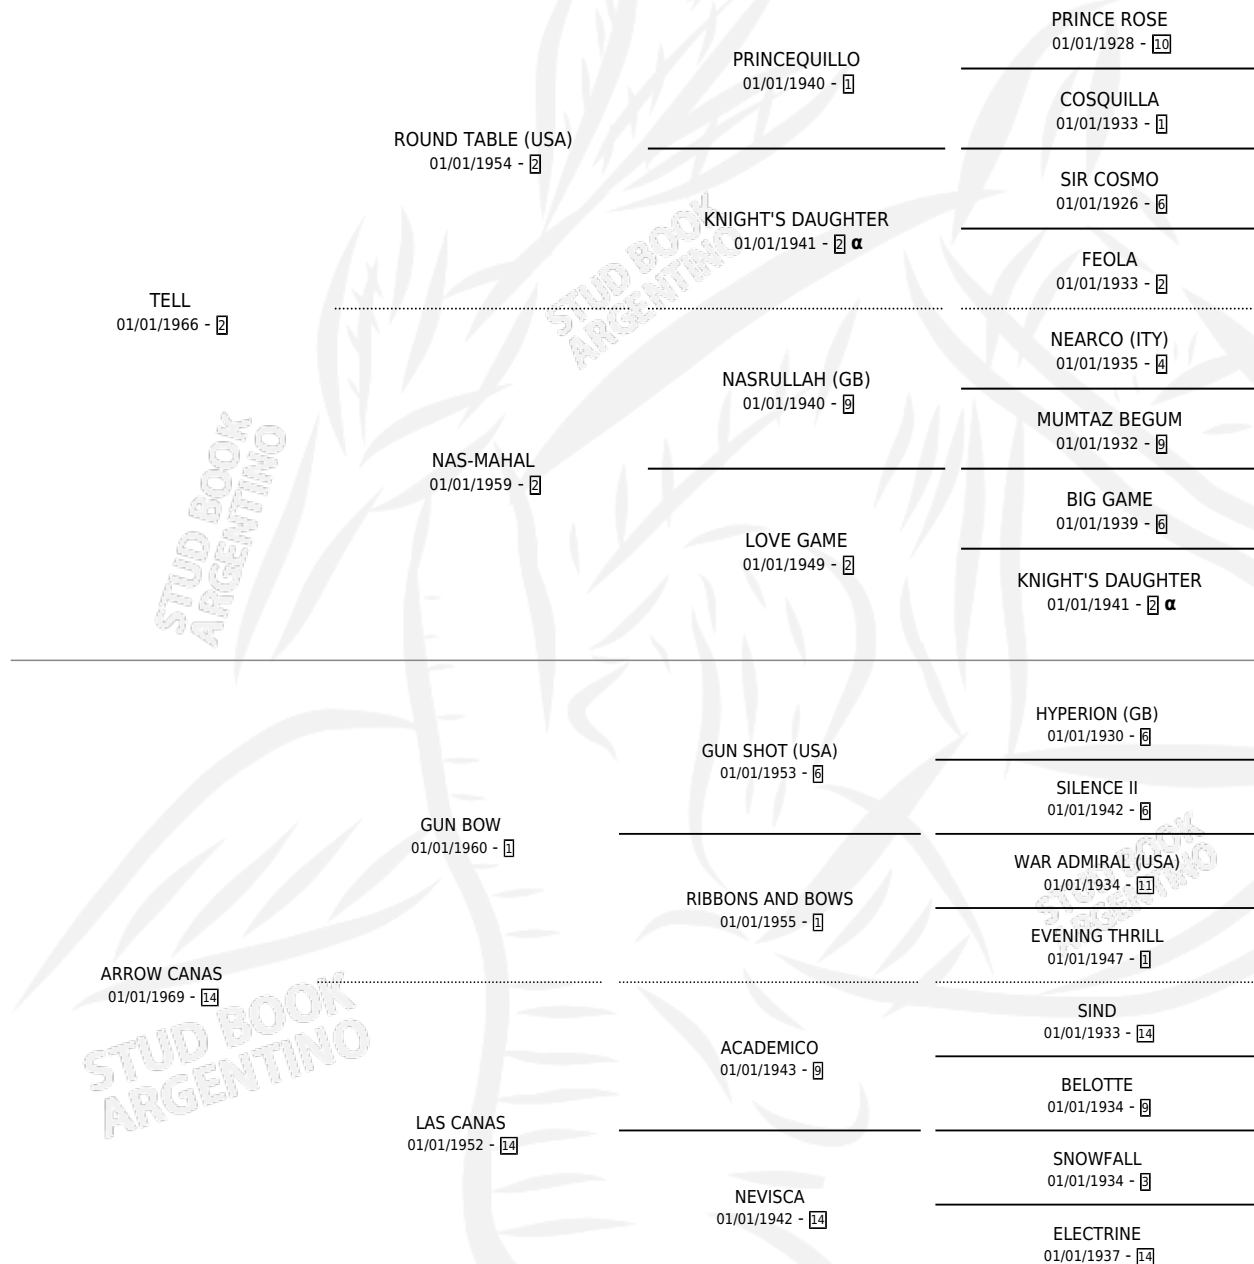 PRINCE ROSE
01/01/1928 - 10
PRINCEQUILLO
01/01/1940 - 1
COSQUILLA
01/01/1933 - 1
ROUND TABLE (USA)
01/01/1954 - 2
SIR COSMO
01/01/1926 - 6
KNIGHT'S DAUGHTER
01/01/1941 - 2 α
FEOLA
01/01/1933 - 2
TELL
01/01/1966 - 2
NEARCO (ITY)
01/01/1935 - 4
NASRULLAH (GB)
01/01/1940 - 9
MUMTAZ BEGUM
01/01/1932 - 9
NAS-MAHAL
01/01/1959 - 2
BIG GAME
01/01/1939 - 6
LOVE GAME
01/01/1949 - 2
KNIGHT'S DAUGHTER
01/01/1941 - 2 α
STUD BOOK
ARGENTINO
STUD BOOK
ARGENTINO
HYPERION (GB)
01/01/1930 - 6
GUN SHOT (USA)
01/01/1953 - 6
SILENCE II
01/01/1942 - 6
GUN BOW
01/01/1960 - 1
WAR ADMIRAL (USA)
01/01/1934 - 11
RIBBONS AND BOWS
01/01/1955 - 1
EVENING THRILL
01/01/1947 - 1
STUD BOOK
ARGENTINO
ARROW CANAS
01/01/1969 - 14
STUD BOOK
ARGENTINO
SIND
01/01/1933 - 14
ACADEMICO
01/01/1943 - 9
BELOTTE
01/01/1934 - 9
LAS CANAS
01/01/1952 - 14
SNOWFALL
01/01/1934 - 3
NEVISCA
01/01/1942 - 14
ELECTRINE
01/01/1937 - 14